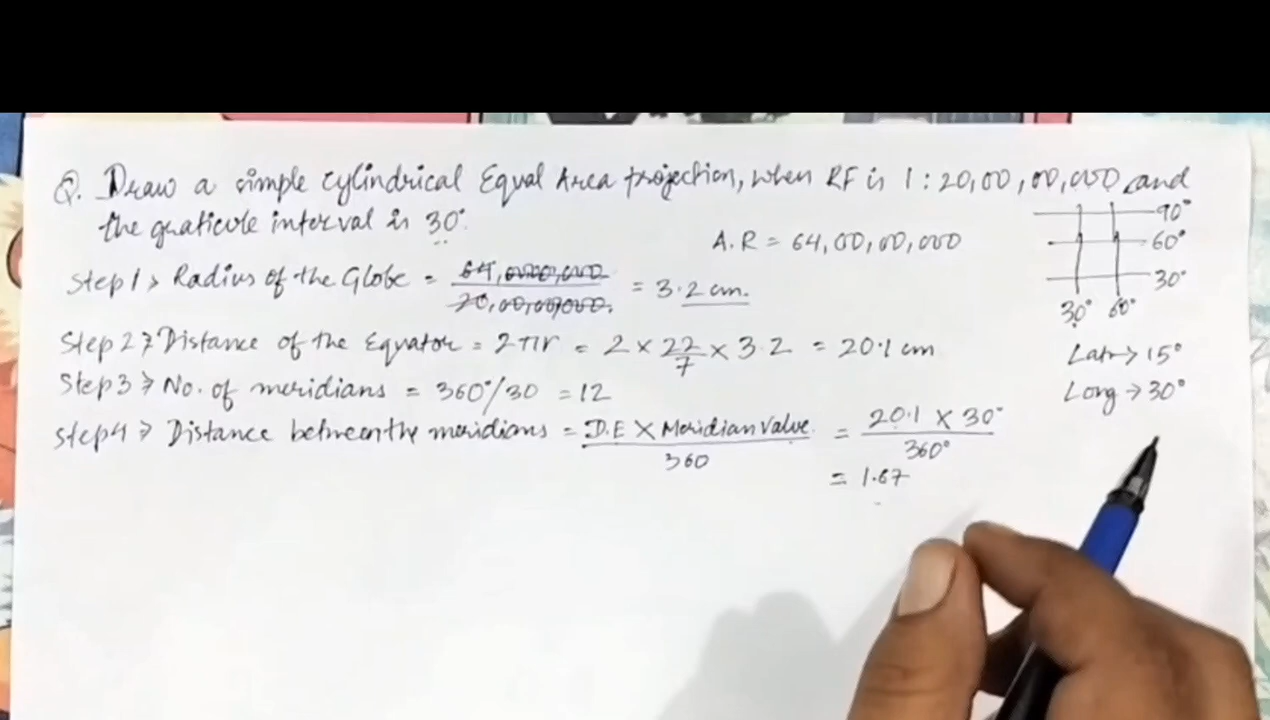 Q. Draw a simple cylindrical Equal Area projection, when RF is 1 : 20,00,00,000 and
the graticule interval is 30°.
A.R = 64,00,00,000
90°
60°
30°
30° 60°
Step 1 > Radius of the Globe = 64,0000,000 / 20,00,00,000. = 3.2 cm.
Step 2 > Distance of the Equator = 2πr = 2 × 22/7 × 3.2 = 20.1 cm
Step 3 > No. of meridians = 360°/30 = 12
Step 4 > Distance between the meridians = D.E × Meridian Valve. / 360 = 20.1 × 30° / 360°
= 1.67
Lat → 15°
Long → 30°